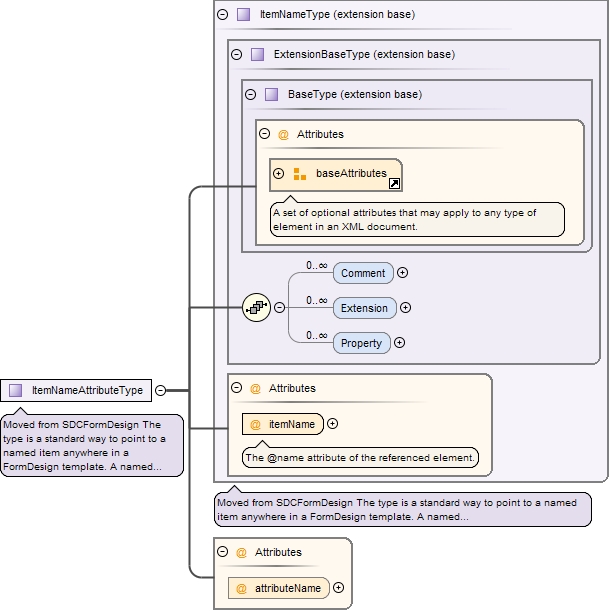 ItemNameType (extension base)
ExtensionBaseType (extension base)
BaseType (extension base)
@ Attributes
baseAttributes
A set of optional attributes that may apply to any type of
element in an XML document.
0..∞
Comment
0..∞
Extension
0..∞
Property
ItemNameAttributeType
Moved from SDCFormDesign The
type is a standard way to point to a
named item anywhere in a
FormDesign template. A named...
@ Attributes
@ itemName
The @name attribute of the referenced element.
Moved from SDCFormDesign The type is a standard way to point to a named
item anywhere in a FormDesign template. A named...
@ Attributes
@ attributeName